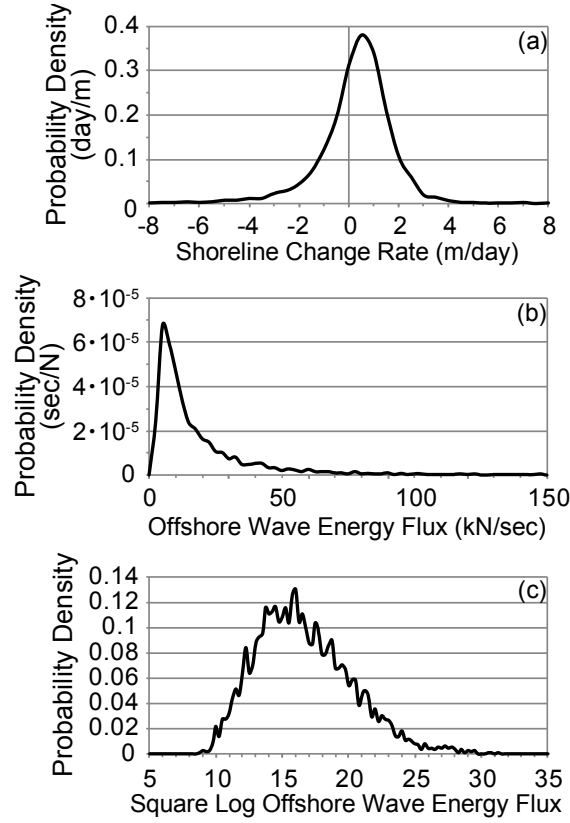 (a)
Probability Density
(day/m)
0.4
0.3
0.2
0.1
0
-8 -6 -4 -2 0 2 4 6 8
Shoreline Change Rate (m/day)
(b)
Probability Density
(sec/N)
8・10-5
6・10-5
4・10-5
2・10-5
0
0 50 100 150
Offshore Wave Energy Flux (kN/sec)
(c)
Probability Density
0.14
0.12
0.1
0.08
0.06
0.04
0.02
0
5 10 15 20 25 30 35
Square Log Offshore Wave Energy Flux